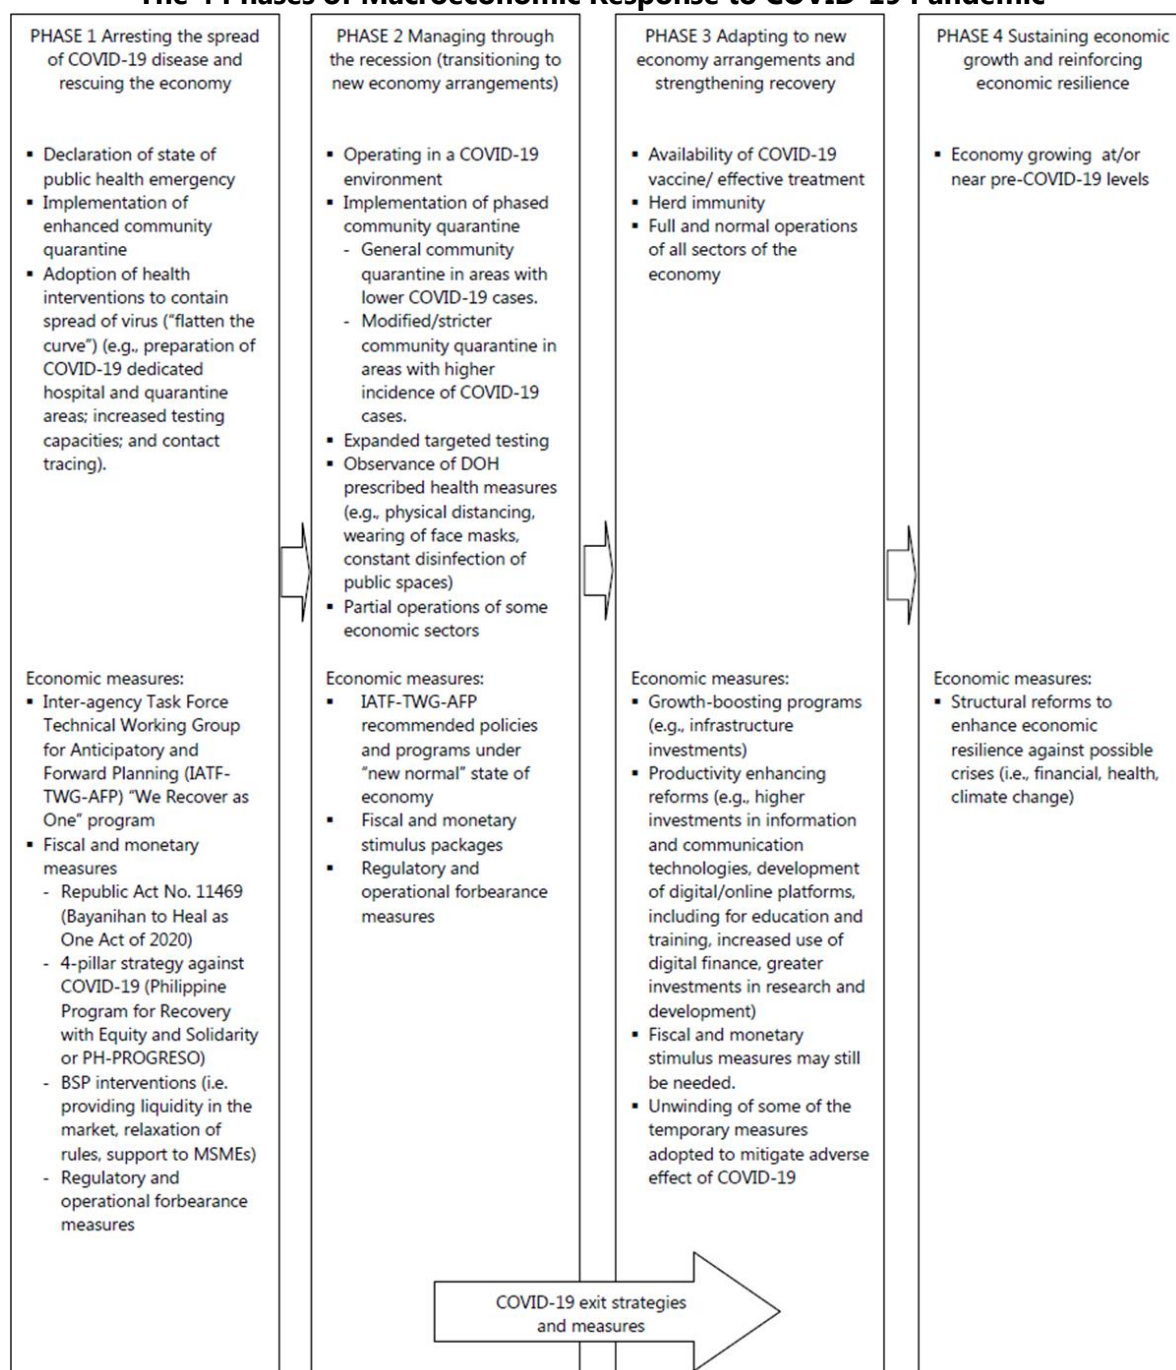 The 4 Phases of Macroeconomic Response to COVID-19 Pandemic
PHASE 1 Arresting the spread
of COVID-19 disease and
rescuing the economy
▪ Declaration of state of
public health emergency
▪ Implementation of
enhanced community
quarantine
▪ Adoption of health
interventions to contain
spread of virus (“flatten the
curve”) (e.g., preparation of
COVID-19 dedicated
hospital and quarantine
areas; increased testing
capacities; and contact
tracing).
Economic measures:
▪ Inter-agency Task Force
Technical Working Group
for Anticipatory and
Forward Planning (IATF-
TWG-AFP) “We Recover as
One” program
▪ Fiscal and monetary
measures
- Republic Act No. 11469
(Bayanihan to Heal as
One Act of 2020)
- 4-pillar strategy against
COVID-19 (Philippine
Program for Recovery
with Equity and Solidarity
or PH-PROGRESO)
- BSP interventions (i.e.
providing liquidity in the
market, relaxation of
rules, support to MSMEs)
- Regulatory and
operational forbearance
measures
PHASE 2 Managing through
the recession (transitioning to
new economy arrangements)
▪ Operating in a COVID-19
environment
▪ Implementation of phased
community quarantine
- General community
quarantine in areas with
lower COVID-19 cases.
- Modified/stricter
community quarantine in
areas with higher
incidence of COVID-19
cases.
▪ Expanded targeted testing
▪ Observance of DOH
prescribed health measures
(e.g., physical distancing,
wearing of face masks,
constant disinfection of
public spaces)
▪ Partial operations of some
economic sectors
Economic measures:
▪ IATF-TWG-AFP
recommended policies
and programs under
“new normal” state of
economy
▪ Fiscal and monetary
stimulus packages
▪ Regulatory and
operational forbearance
measures
PHASE 3 Adapting to new
economy arrangements and
strengthening recovery
▪ Availability of COVID-19
vaccine/ effective treatment
▪ Herd immunity
▪ Full and normal operations
of all sectors of the
economy
Economic measures:
▪ Growth-boosting programs
(e.g., infrastructure
investments)
▪ Productivity enhancing
reforms (e.g., higher
investments in information
and communication
technologies, development
of digital/online platforms,
including for education and
training, increased use of
digital finance, greater
investments in research and
development)
▪ Fiscal and monetary
stimulus measures may still
be needed.
▪ Unwinding of some of the
temporary measures
adopted to mitigate adverse
effect of COVID-19
PHASE 4 Sustaining economic
growth and reinforcing
economic resilience
▪ Economy growing at/or
near pre-COVID-19 levels
Economic measures:
▪ Structural reforms to
enhance economic
resilience against possible
crises (i.e., financial, health,
climate change)
COVID-19 exit strategies
and measures